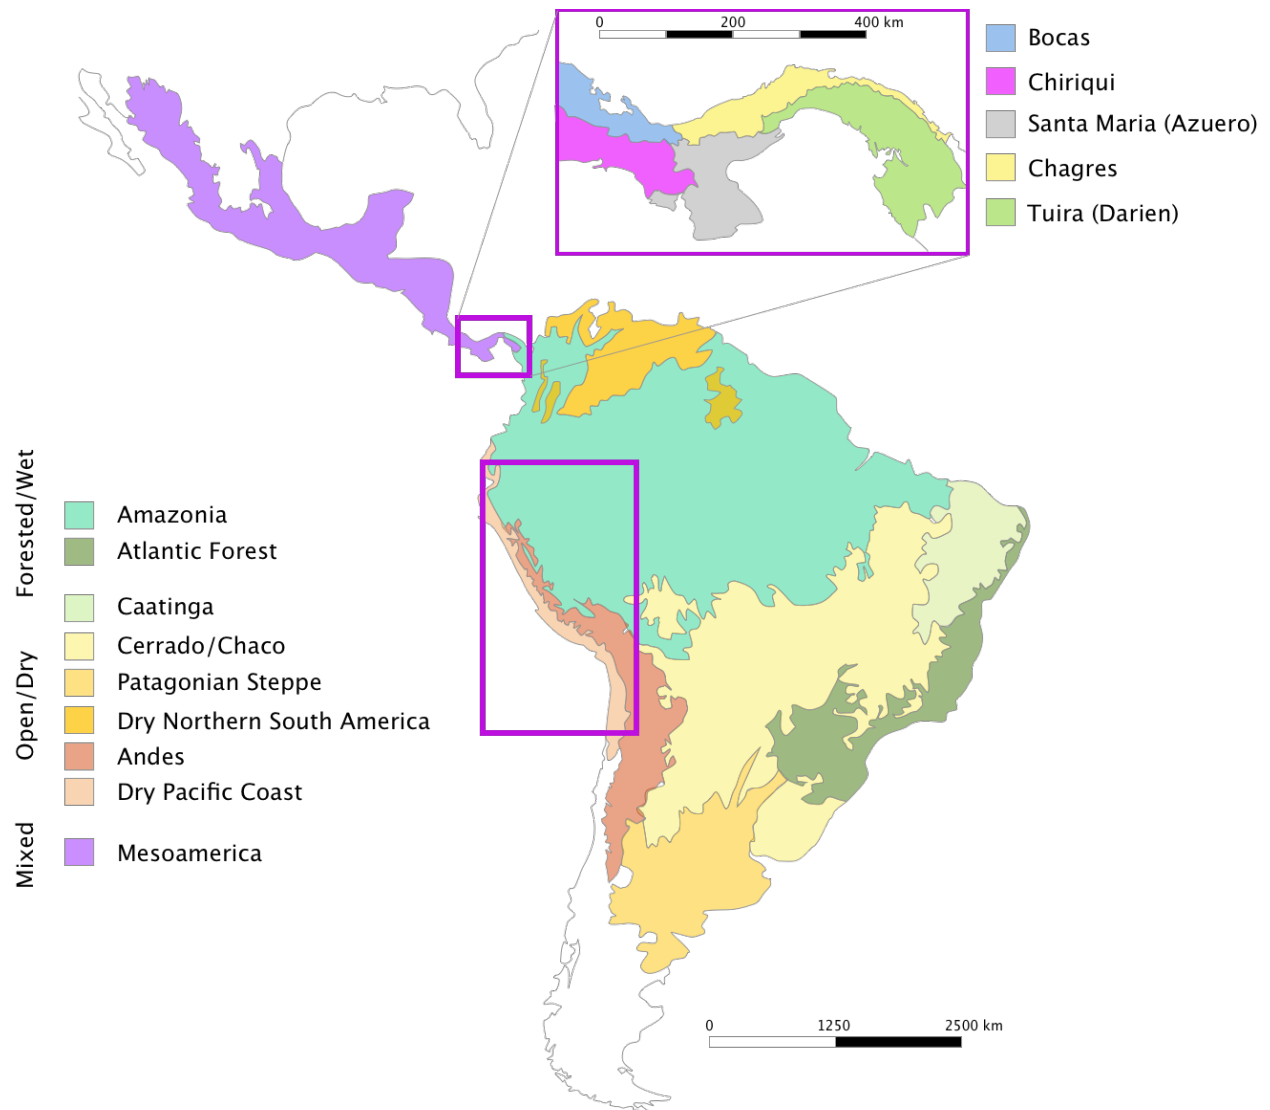 0 200 400 km
Bocas
Chiriqui
Santa Maria (Azuero)
Chagres
Tuira (Darien)
Forested/Wet
Amazonia
Atlantic Forest
Open/Dry
Caatinga
Cerrado/Chaco
Patagonian Steppe
Dry Northern South America
Andes
Dry Pacific Coast
Mixed
Mesoamerica
0 1250 2500 km